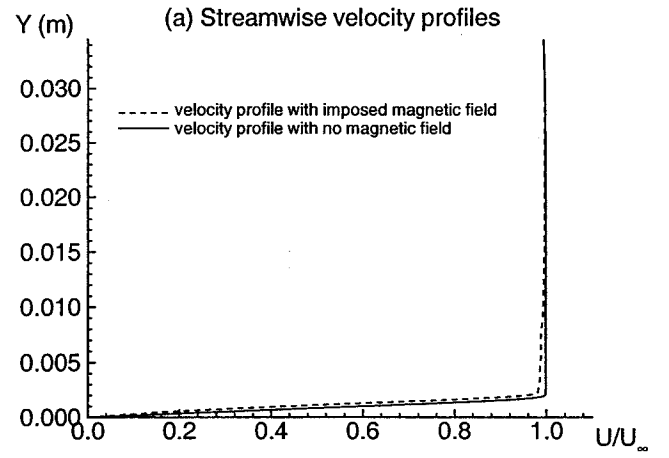 (a) Streamwise velocity profiles
Y (m)
0.030
velocity profile with imposed magnetic field
velocity profile with no magnetic field
0.025
0.020
0.015
0.010
0.005
0.000
0.0 0.2 0.4 0.6 0.8 1.0 U/U∞